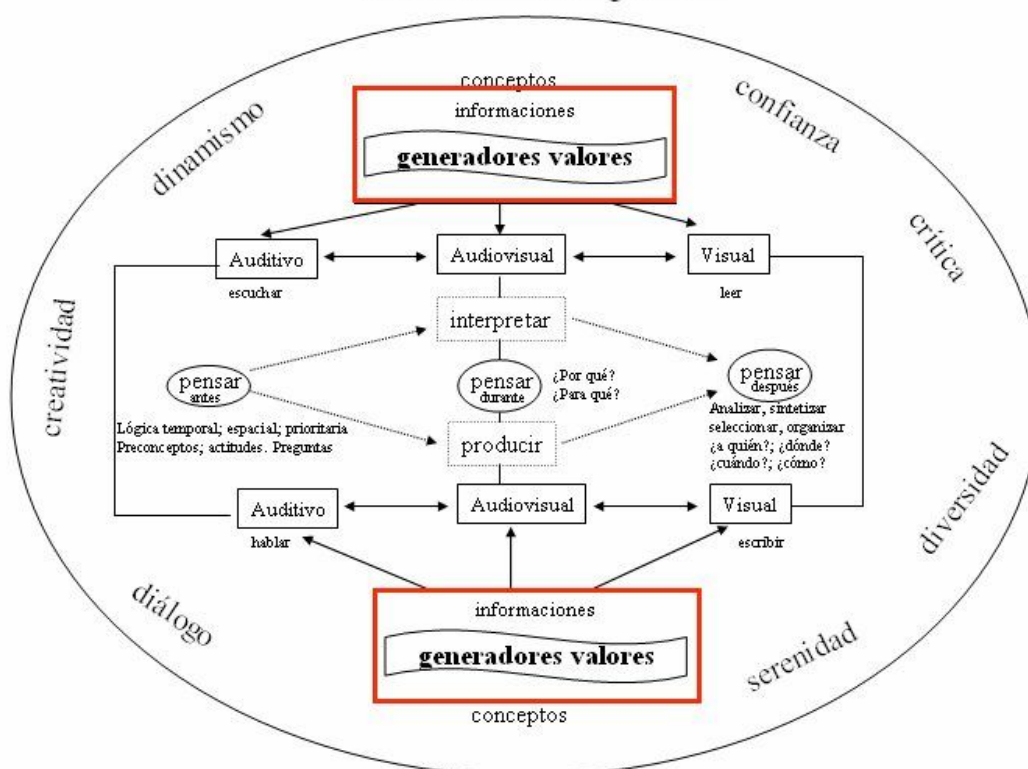 conceptos
informaciones
generadores valores
dinamismo
confianza
crítica
creatividad
Auditivo
Audiovisual
Visual
escuchar
leer
interpretar
pensar
antes
pensar
durante
¿Por qué?
¿Para qué?
pensar
después
Lógica temporal; espacial; prioritaria
Preconceptos; actitudes. Preguntas
Analizar, sintetizar
seleccionar, organizar
¿a quién?; ¿dónde?
¿cuándo?; ¿cómo?
producir
Auditivo
Audiovisual
Visual
hablar
escribir
diversidad
diálogo
serenidad
informaciones
generadores valores
conceptos